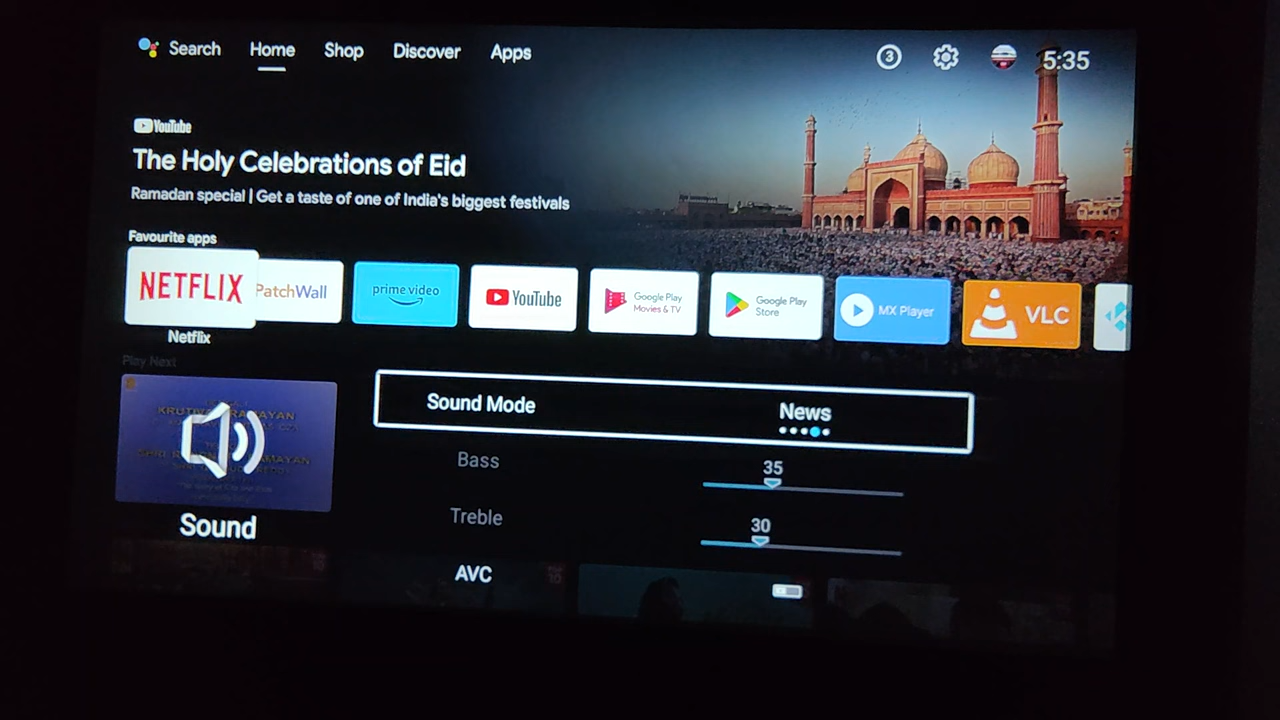 Search Home Shop Discover Apps
3
5:35
YouTube
The Holy Celebrations of Eid
Ramadan special | Get a taste of one of India's biggest festivals
Favourite apps
NETFLIX
PatchWall
prime video
YouTube
Google Play
Movies & TV
Google Play
Store
MX Player
VLC
Netflix
Play Next
Sound Mode
News
Bass
35
Treble
30
AVC
Sound